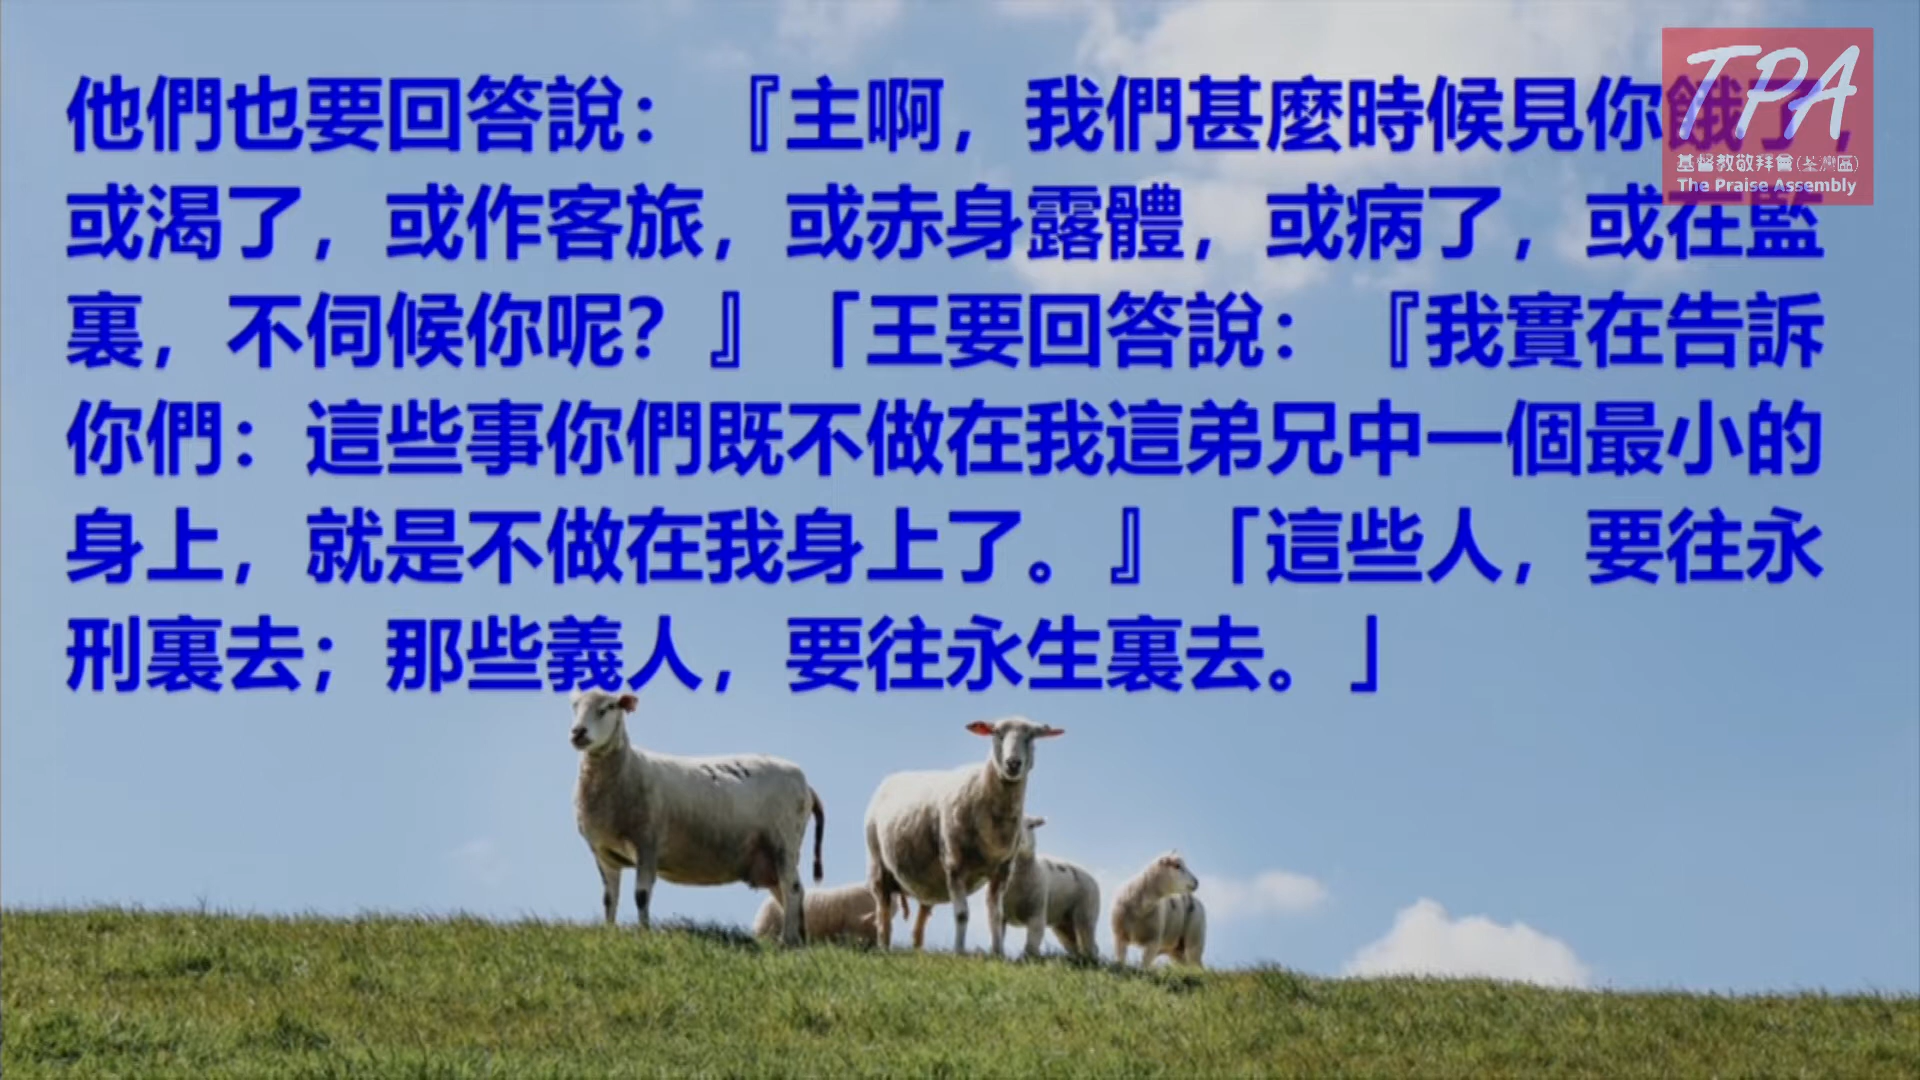 他們也要回答說：『主啊，我們甚麼時候見你餓了，
或渴了，或作客旅，或赤身露體，或病了，或在監
裏，不伺候你呢？』「王要回答說：『我實在告訴
你們：這些事你們既不做在我這弟兄中一個最小的
身上，就是不做在我身上了。』「這些人，要往永
刑裏去；那些義人，要往永生裏去。」
TPA
基督教敬拜會(荃灣區)
The Praise Assembly